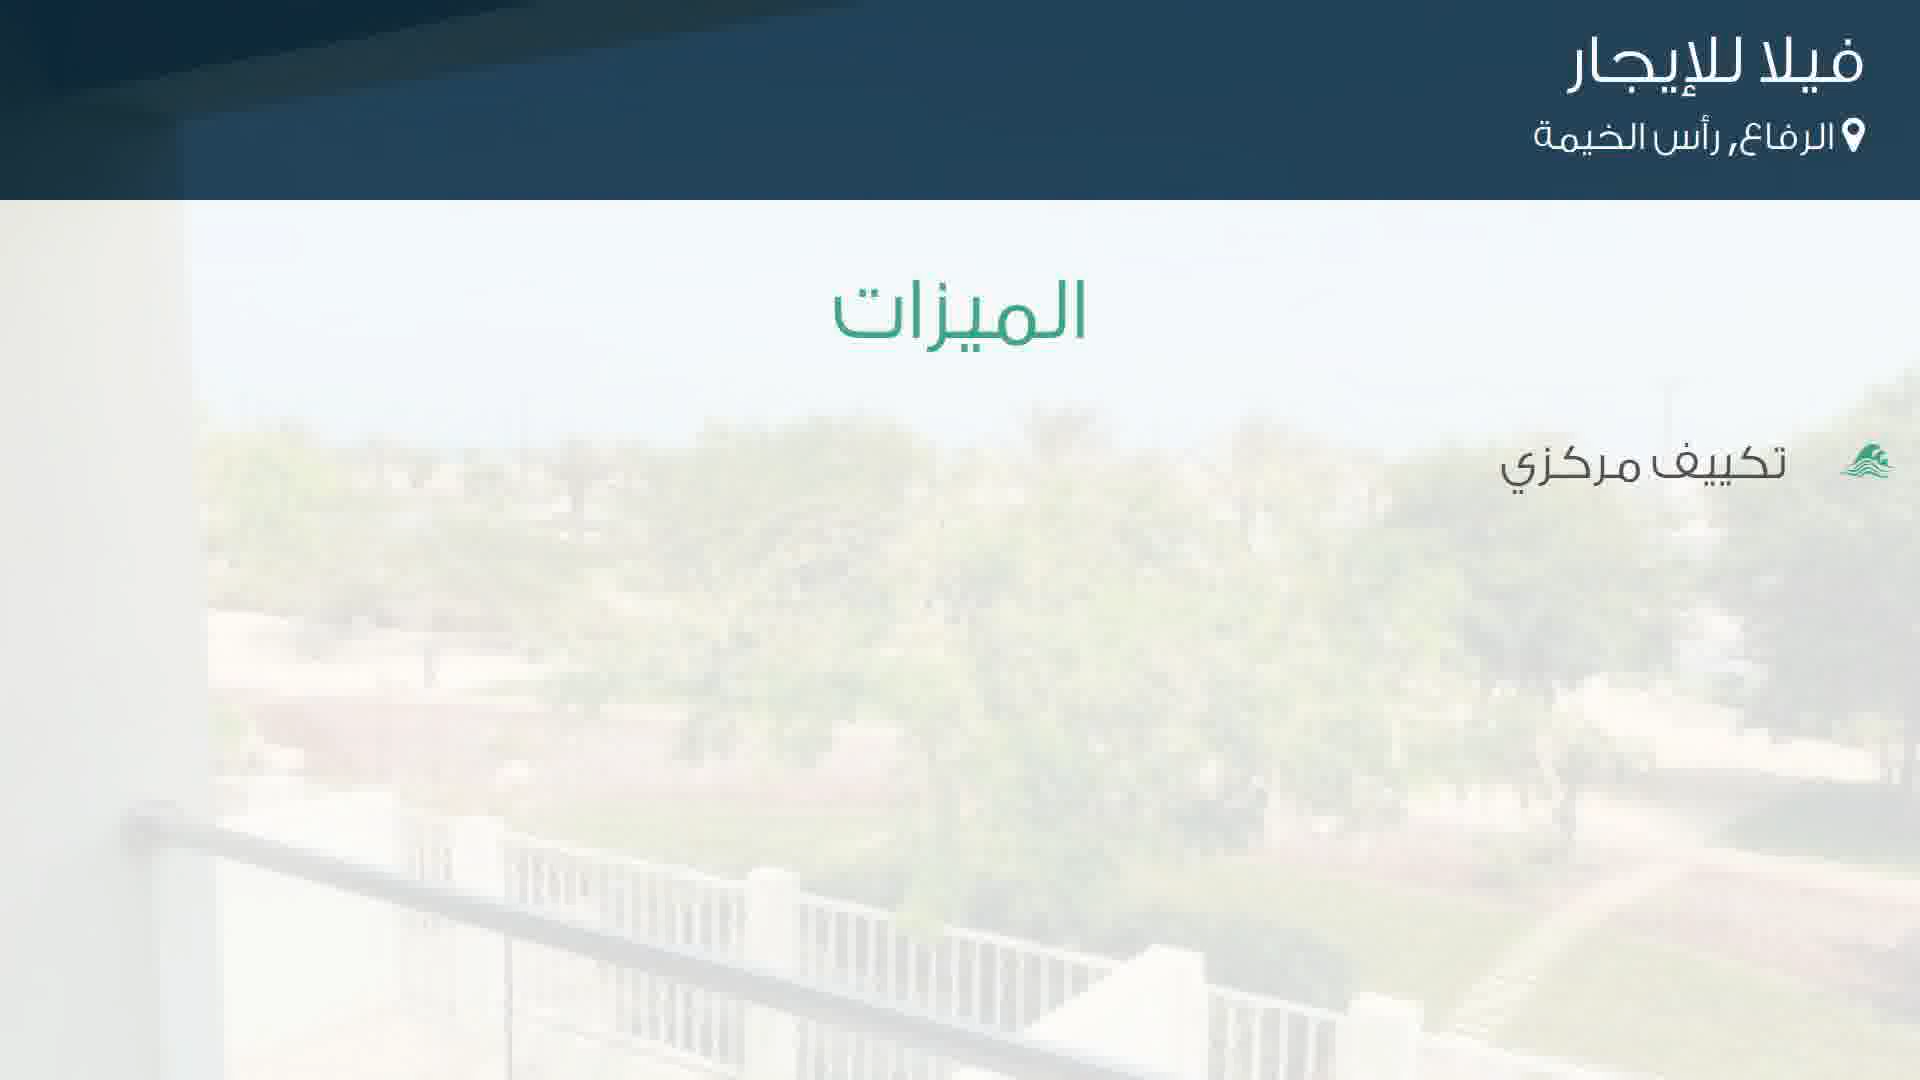 فيلا للإيجار
الرفاع, رأس الخيمة
الميزات
تكييف مركزي